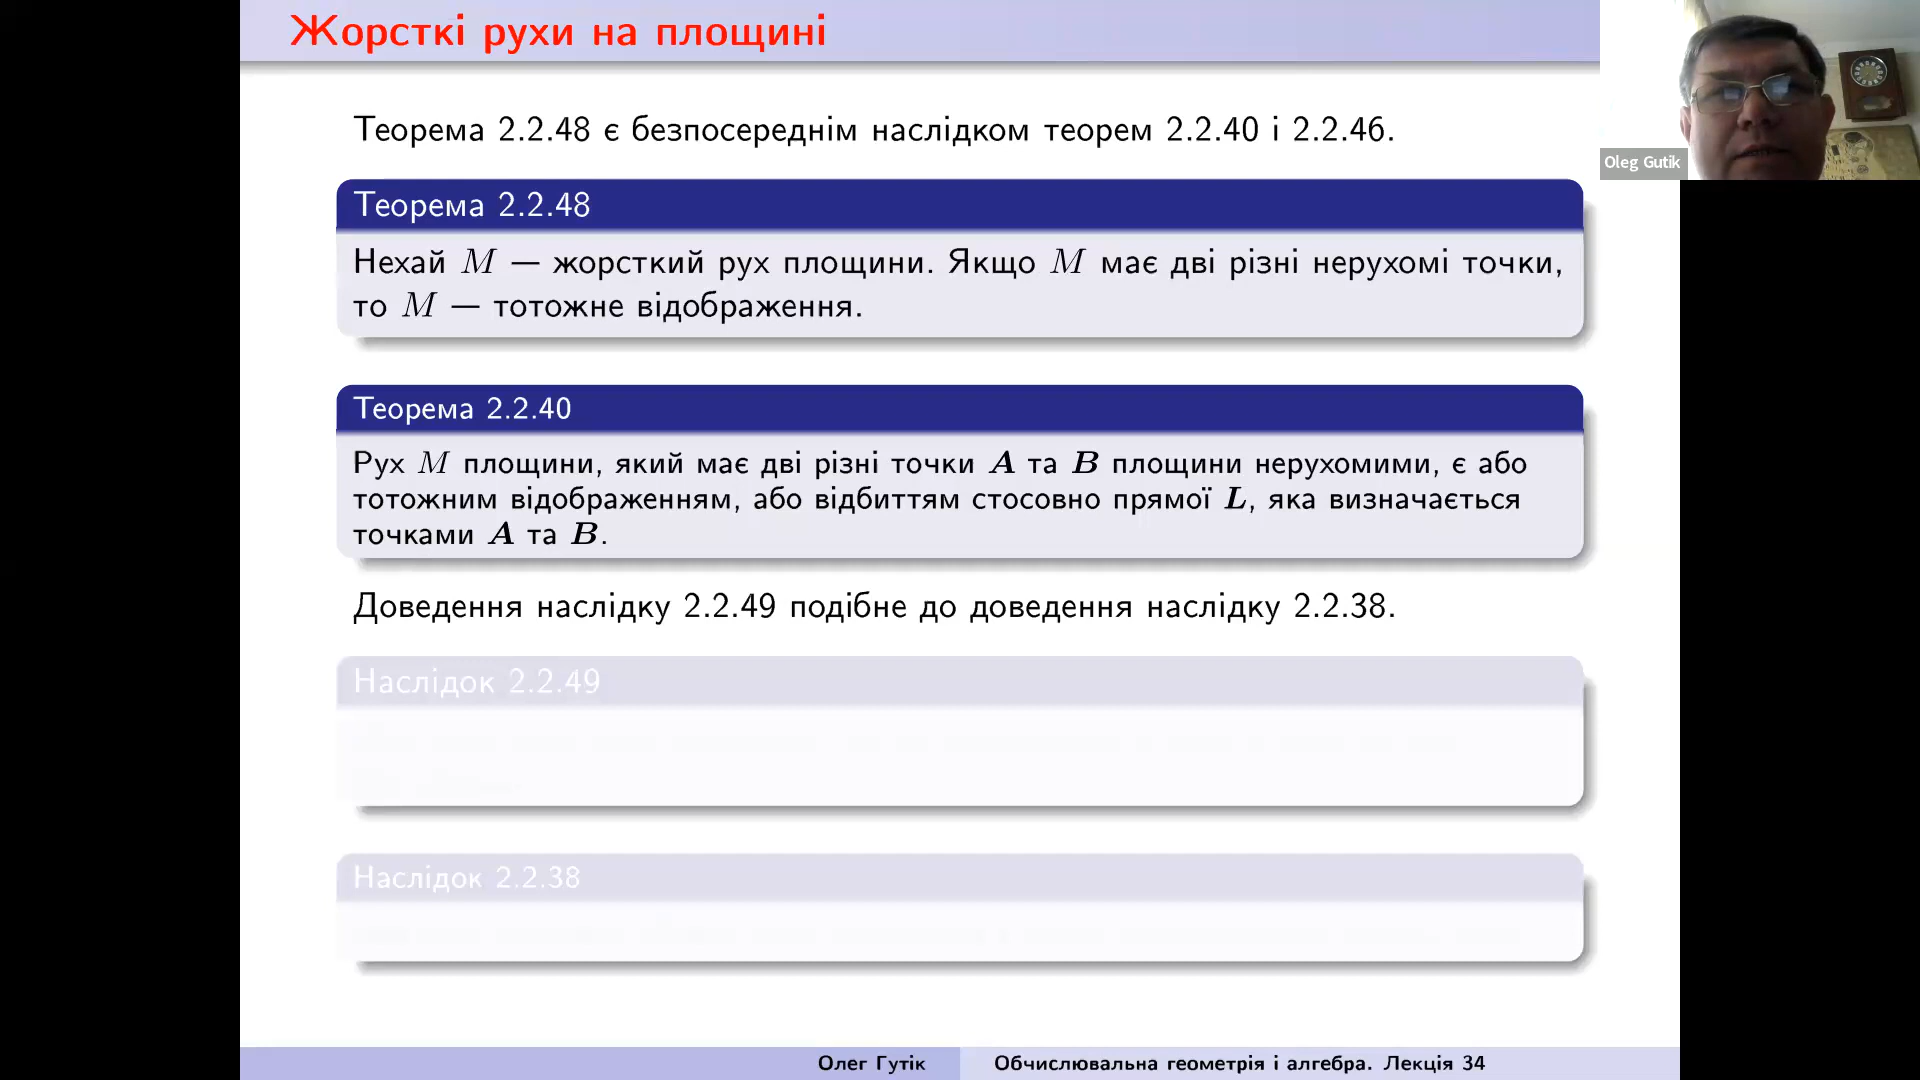 Жорсткі рухи на площині
Теорема 2.2.48 є безпосереднім наслідком теорем 2.2.40 і 2.2.46.
Теорема 2.2.48
Нехай M — жорсткий рух площини. Якщо M має дві різні нерухомі точки,
то M — тотожне відображення.
Теорема 2.2.40
Рух M площини, який має дві різні точки A та B площини нерухомими, є або
тотожним відображенням, або відбиттям стосовно прямої L, яка визначається
точками A та B.
Доведення наслідку 2.2.49 подібне до доведення наслідку 2.2.38.
Наслідок 2.2.49
Наслідок 2.2.38
Олег Гутік
Обчислювальна геометрія і алгебра. Лекція 34
Oleg Gutik